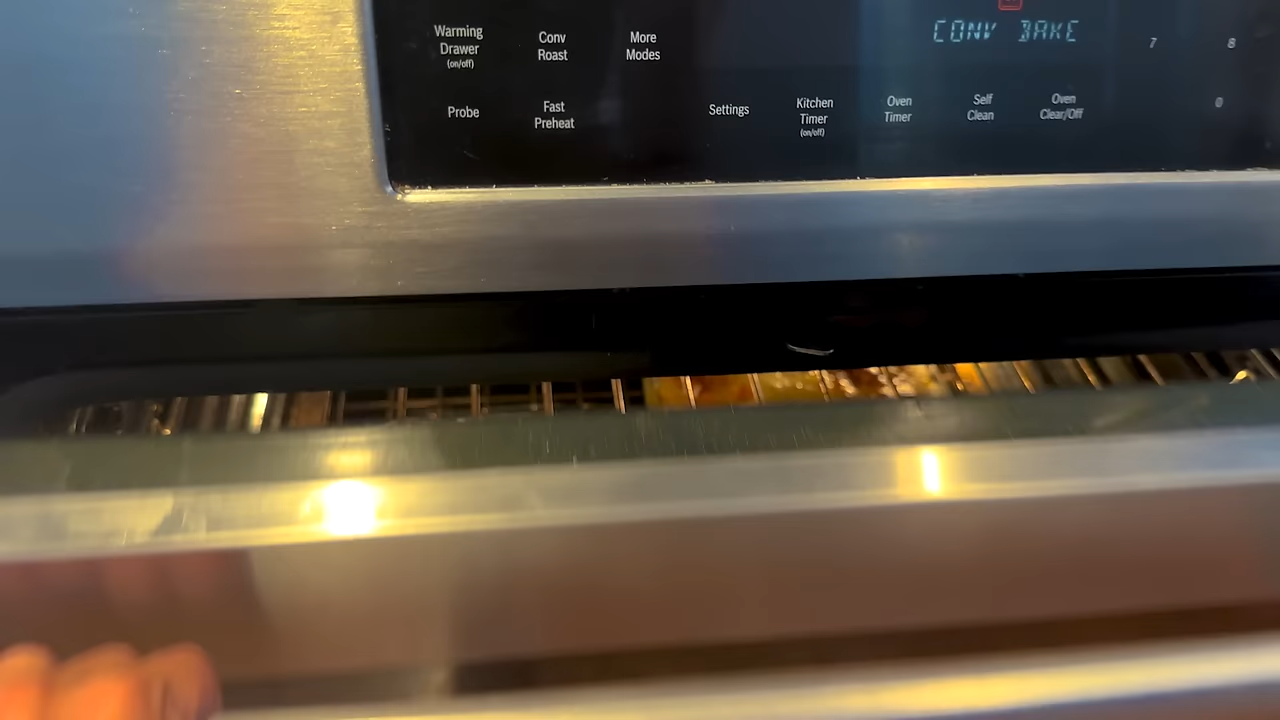 CONV BAKE
Warming
Drawer
(on/off)
Conv
Roast
More
Modes
7
8
Probe
Fast
Preheat
Settings
Kitchen
Timer
(on/off)
Oven
Timer
Self
Clean
Oven
Clear/Off
0